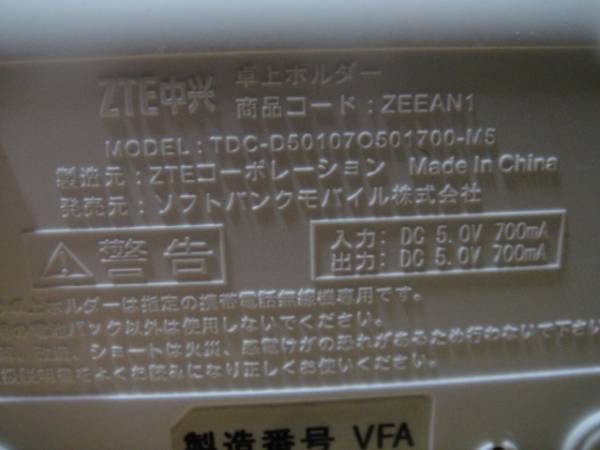 ZTE中兴 卓上ホルダー
商品コード：ZEEAN1
MODEL: TDC-D50107O501700-M5
製造元：ZTEコーポレーション Made In China
発売元：ソフトバンクモバイル株式会社
警告
入力: DC 5.0V 700mA
出力: DC 5.0V 700mA
上ホルダーは指定の携帯電話無線機専用です。
パック以外は使用しないでください。
ショートは火災、感電けがの恐れがあるため行わないで下さい
説明書をよくお読みになり正しくお使いください。
製造番号 VFA